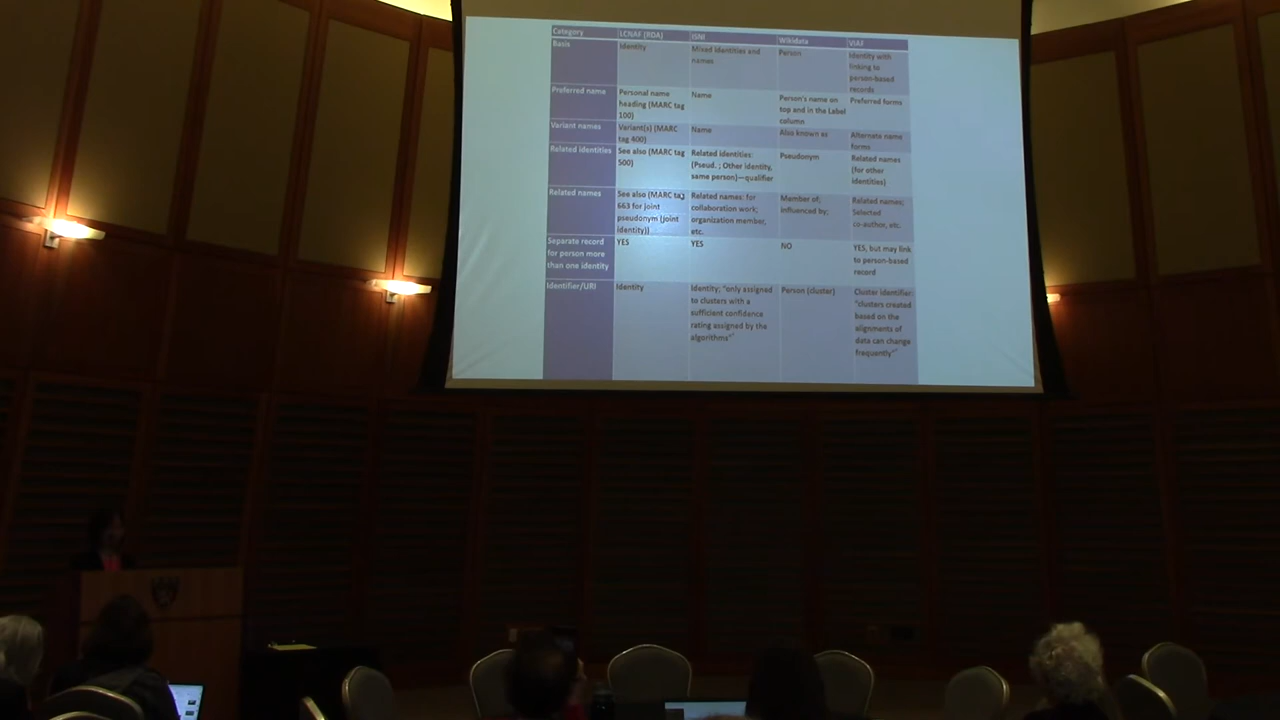 Category LCNAF (RDA) ISNI Wikidata VIAF
Basis Identity Mixed identities and Person Identity with
names linking to
person-based
records
Preferred name Personal name Name Person's name on Preferred forms
heading (MARC tag top and in the Label
100) column
Variant names Variant(s) (MARC Name Also known as Alternate name
tag 400) forms
Related identities See also (MARC tag Related identities: Pseudonym Related names
500) (Pseud. ; Other identity, (for other
same person)—qualifier identities)
Related names See also (MARC tag Related names: for Member of; Related names;
663 for joint collaboration work; influenced by; Selected
pseudonym (joint organization member, co-author, etc.
identity)) etc.
Separate record YES YES NO YES, but may link
for person more to person-based
than one identity record
Identifier/URI Identity Identity; "only assigned Person (cluster) Cluster identifier:
to clusters with a "clusters created
sufficient confidence based on the
rating assigned by the alignments of
algorithms" data can change
frequently"